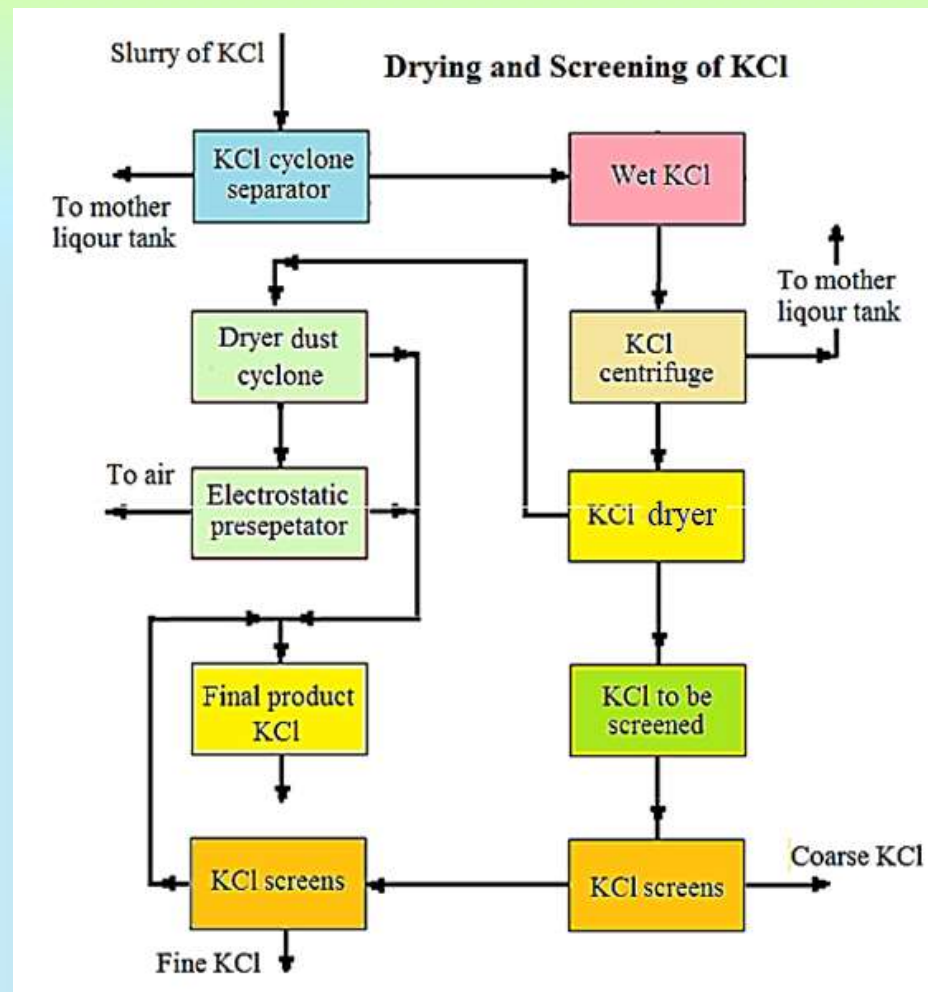 Slurry of KCl
Drying and Screening of KCl
KCl cyclone
separator
Wet KCl
To mother
liqour tank
To mother
liqour tank
Dryer dust
cyclone
KCl
centrifuge
To air
Electrostatic
presepetator
KCl dryer
Final product
KCl
KCl to be
screened
KCl screens
KCl screens
Coarse KCl
Fine KCl